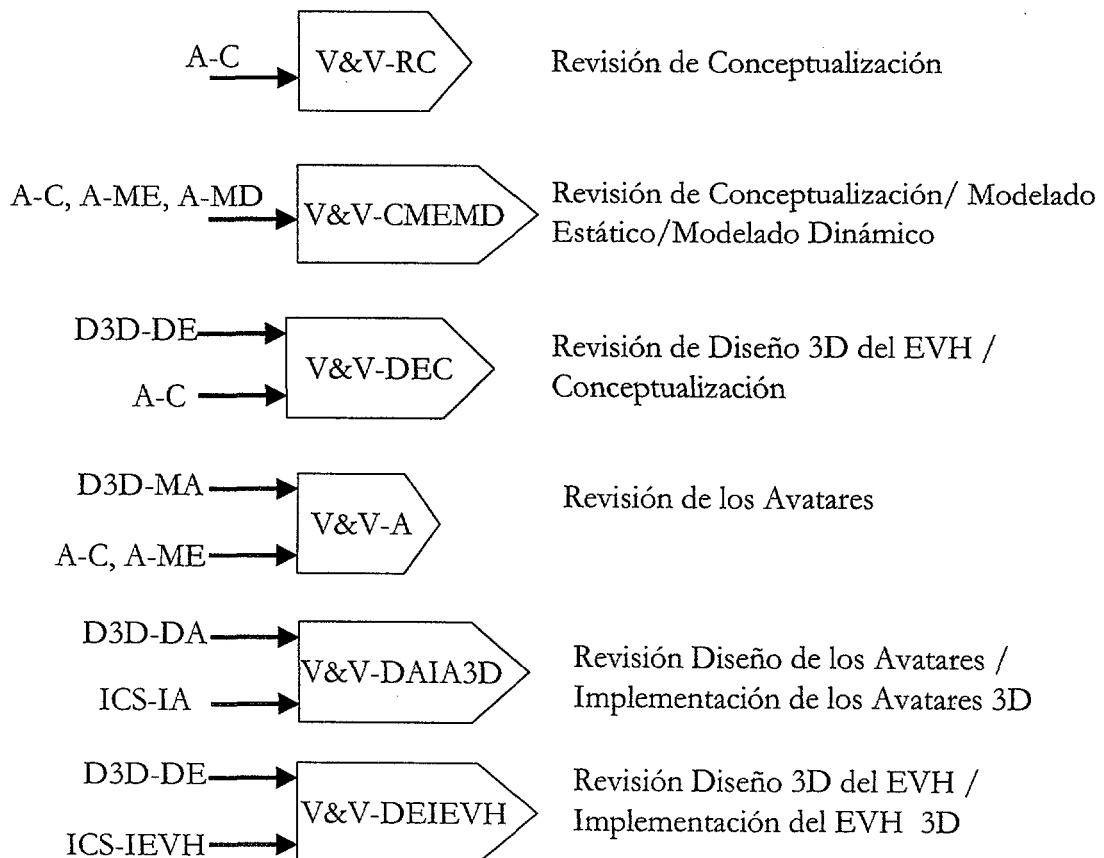 A-C
V&V-RC
Revisión de Conceptualización
A-C, A-ME, A-MD
V&V-CMEMD
Revisión de Conceptualización/ Modelado
Estático/Modelado Dinámico
D3D-DE
A-C
V&V-DEC
Revisión de Diseño 3D del EVH /
Conceptualización
D3D-MA
A-C, A-ME
V&V-A
Revisión de los Avatares
D3D-DA
ICS-IA
V&V-DAIA3D
Revisión Diseño de los Avatares /
Implementación de los Avatares 3D
D3D-DE
ICS-IEVH
V&V-DEIEVH
Revisión Diseño 3D del EVH /
Implementación del EVH 3D